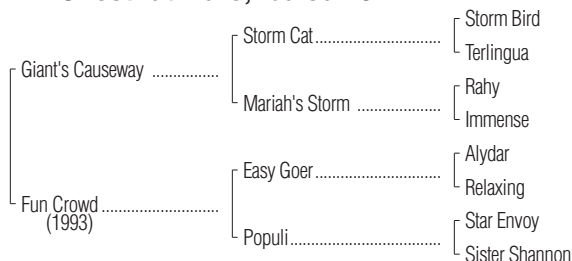 Storm Bird
Storm Cat
Terlingua
Giant's Causeway
Rahy
Mariah's Storm
Immense
Alydar
Easy Goer
Relaxing
Fun Crowd
(1993)
Star Envoy
Populi
Sister Shannon